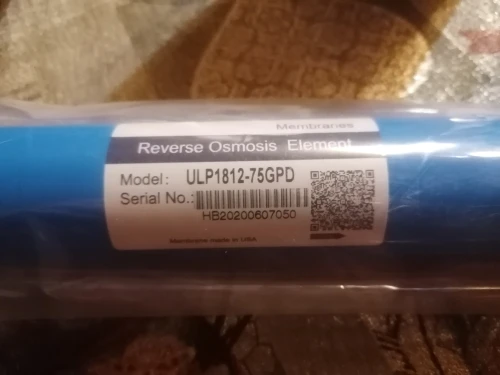 Membranes
Reverse Osmosis Element
Model: ULP1812-75GPD
Serial No.:
HB20200607050
Membrane made in USA